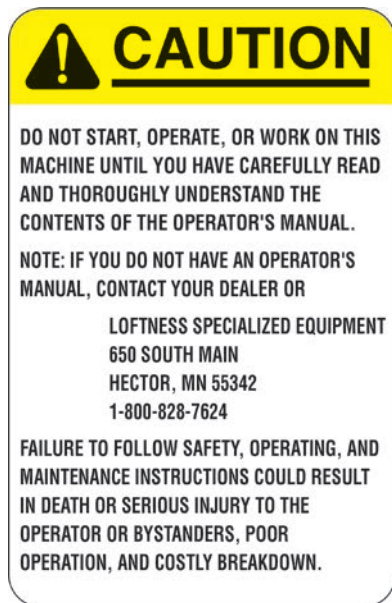 CAUTION
DO NOT START, OPERATE, OR WORK ON THIS
MACHINE UNTIL YOU HAVE CAREFULLY READ
AND THOROUGHLY UNDERSTAND THE
CONTENTS OF THE OPERATOR'S MANUAL.
NOTE: IF YOU DO NOT HAVE AN OPERATOR'S
MANUAL, CONTACT YOUR DEALER OR
LOFTNESS SPECIALIZED EQUIPMENT
650 SOUTH MAIN
HECTOR, MN 55342
1-800-828-7624
FAILURE TO FOLLOW SAFETY, OPERATING, AND
MAINTENANCE INSTRUCTIONS COULD RESULT
IN DEATH OR SERIOUS INJURY TO THE
OPERATOR OR BYSTANDERS, POOR
OPERATION, AND COSTLY BREAKDOWN.